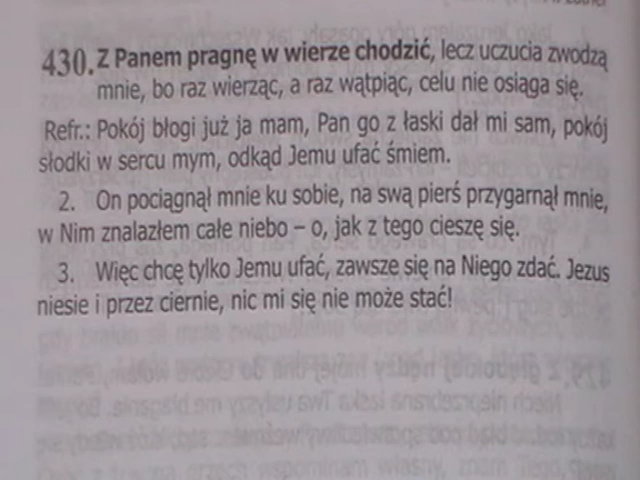 430. Z Panem pragnę w wierze chodzić, lecz uczucia zwodzą
mnie, bo raz wierząc, a raz wątpiąc, celu nie osiąga się.
Refr.: Pokój błogi już ja mam, Pan go z łaski dał mi sam, pokój
słodki w sercu mym, odkąd Jemu ufać śmiem.
2. On pociągnął mnie ku sobie, na swą pierś przygarnął mnie,
w Nim znalazłem całe niebo – o, jak z tego cieszę się.
3. Więc chcę tylko Jemu ufać, zawsze się na Niego zdać. Jezus
niesie i przez ciernie, nic mi się nie może stać!